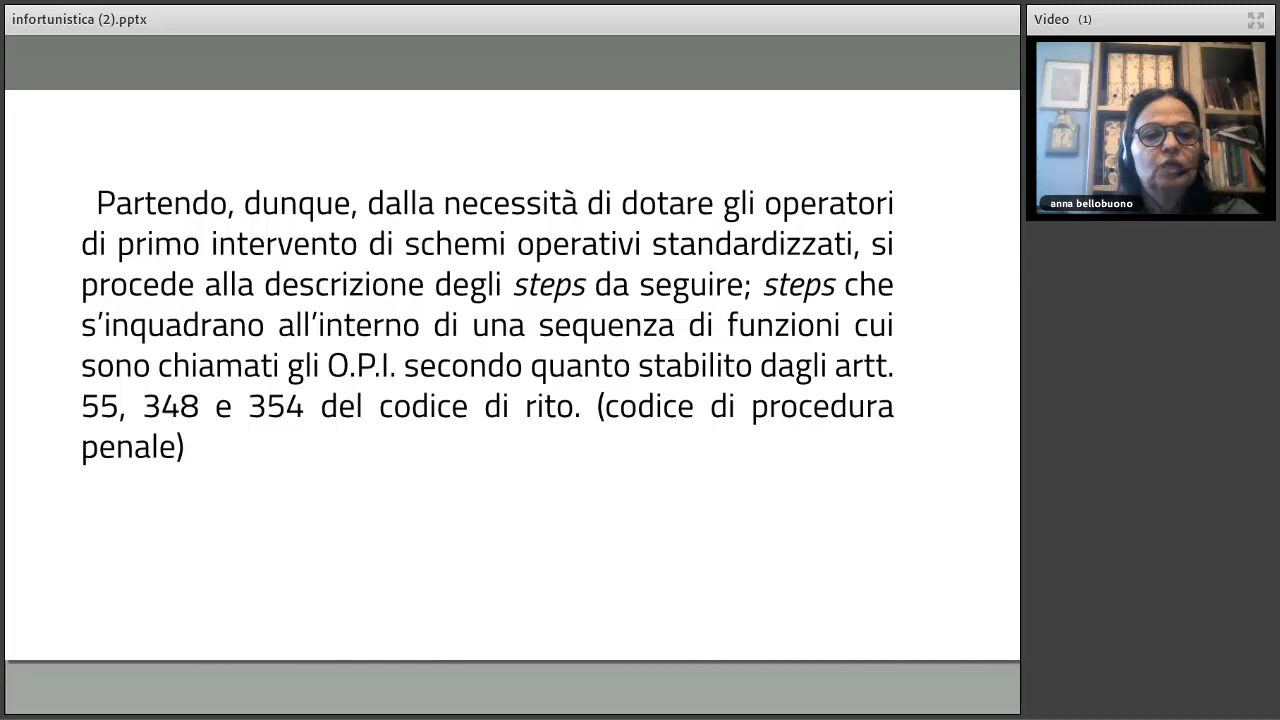 infortunistica (2).pptx
Video (1)
anna bellobuono
Partendo, dunque, dalla necessità di dotare gli operatori
di primo intervento di schemi operativi standardizzati, si
procede alla descrizione degli steps da seguire; steps che
s’inquadrano all’interno di una sequenza di funzioni cui
sono chiamati gli O.P.I. secondo quanto stabilito dagli artt.
55, 348 e 354 del codice di rito. (codice di procedura
penale)